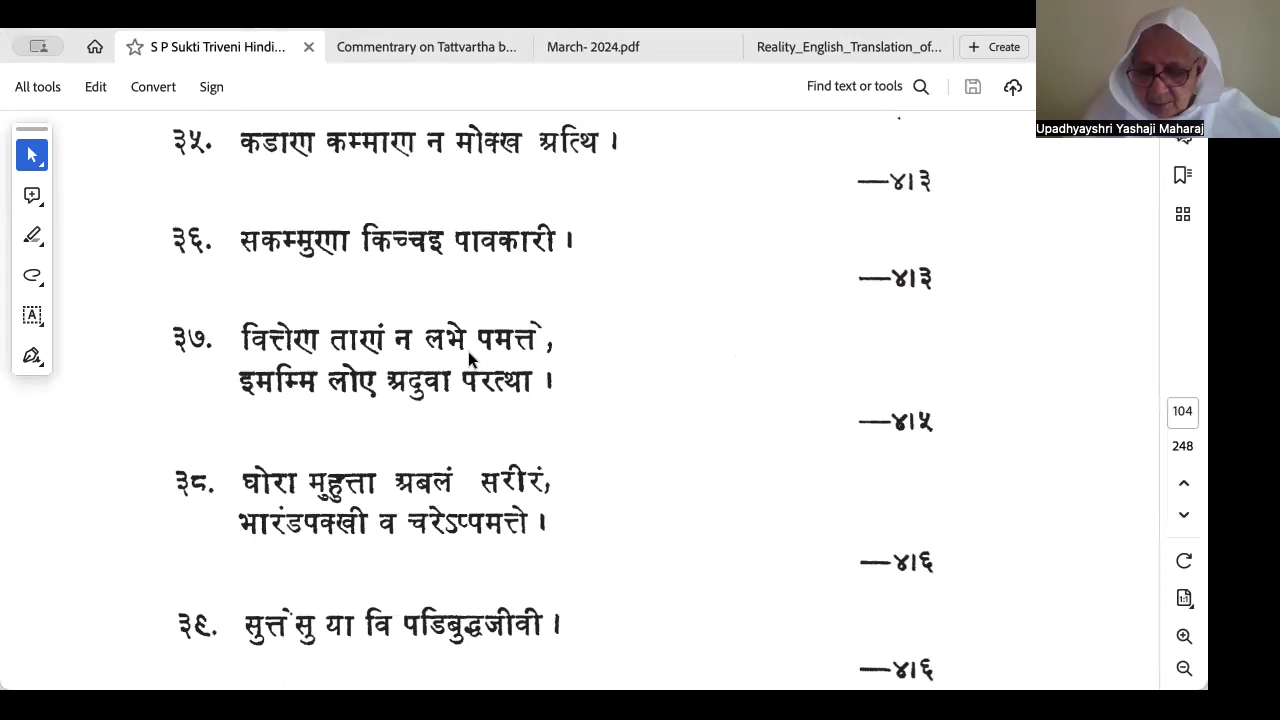 S P Sukti Triveni Hindi...
Commentrary on Tattvartha b...
March- 2024.pdf
Reality_English_Translation_of...
Create
All tools
Edit
Convert
Sign
Find text or tools
Upadhyayshri Yashaji Maharaj
३५. कडाण कम्माण न मोक्ख अत्थि ।
—४।३
३६. सकम्मुणा किच्चइ पावकारी ।
—४।३
३७. वित्तेण ताणं न लभे पमत्ते,
इमम्मि लोए अदुवा परत्था ।
—४।५
३८. घोरा मुहुत्ता अबलं सरीरं,
भारंडपक्खी व चरेऽप्पमत्ते ।
—४।६
३९. सुत्तेसु या वि पडिबुद्धजीवी ।
—४।६
104
248
1:1